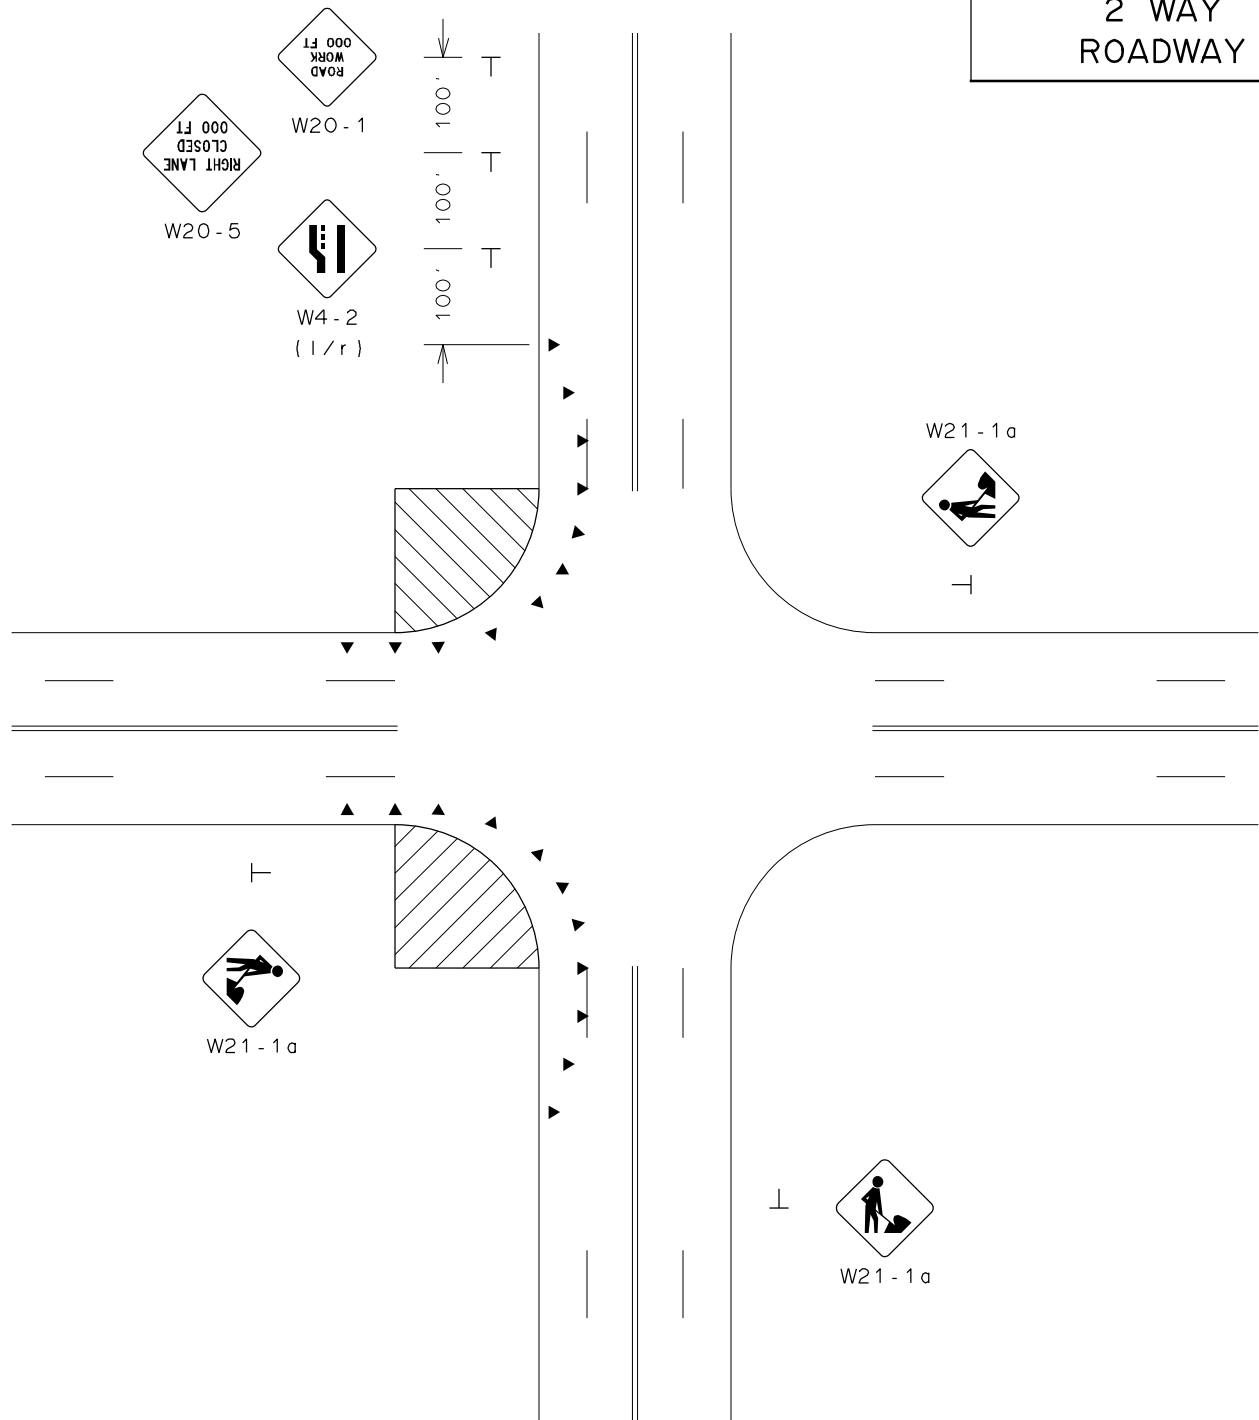 2 WAY
ROADWAY
ROAD
WORK
000 FT
W20-1
RIGHT LANE
CLOSED
000 FT
W20-5
W4-2
(l/r)
100'
100'
100'
W21-1a
W21-1a
W21-1a